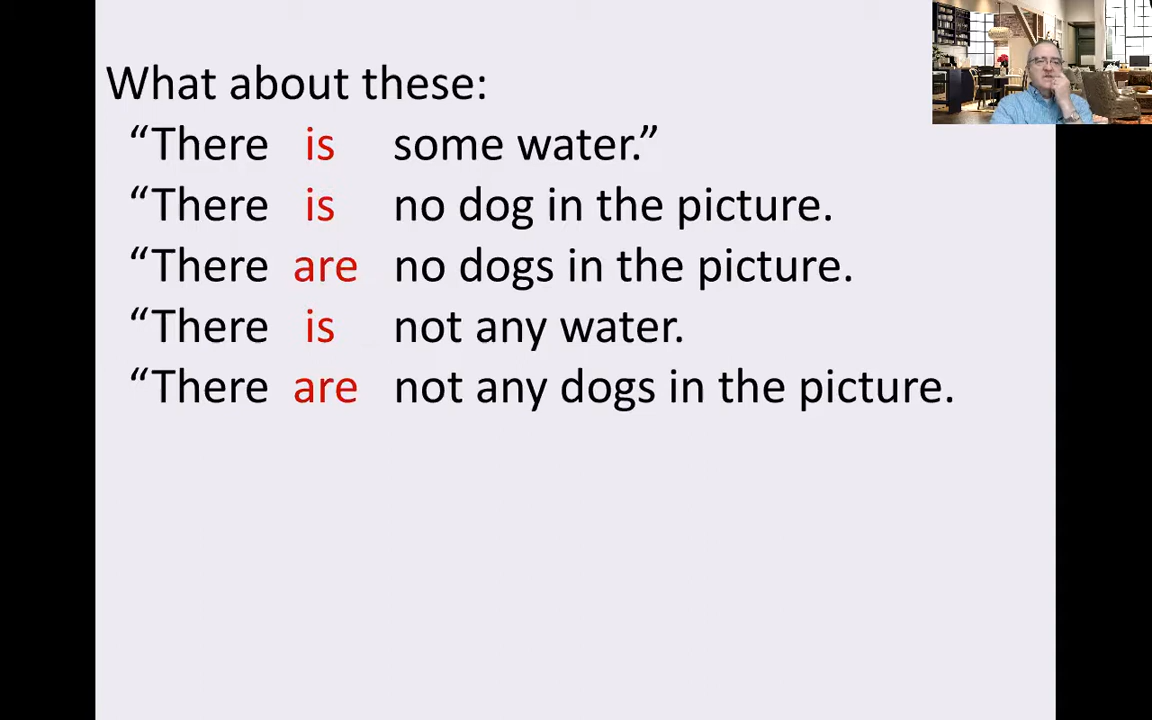 What about these:
“There is some water.”
“There is no dog in the picture.
“There are no dogs in the picture.
“There is not any water.
“There are not any dogs in the picture.